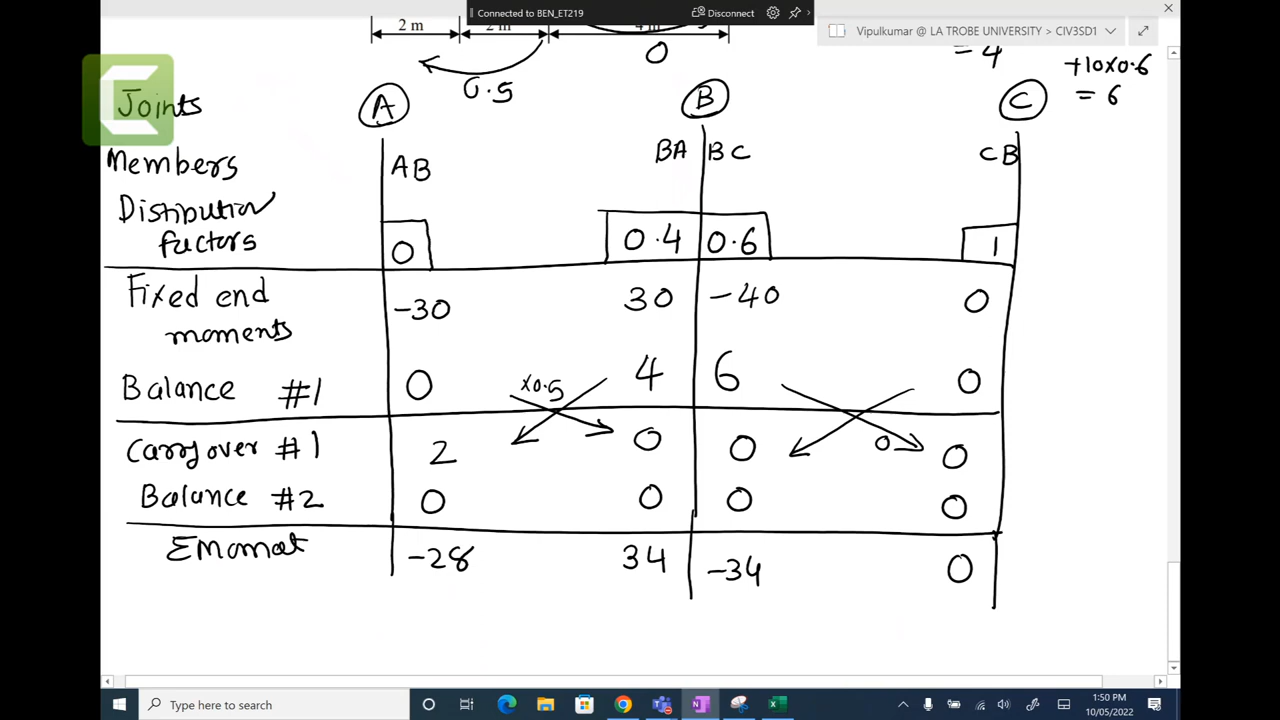 Connected to BEN_ET219 Disconnect
Vipulkumar @ LA TROBE UNIVERSITY > CIV3SD1
2 m 2 m 4 m
0.5 0
= 4
+10x0.6
= 6
Joints A B C
Members AB BA BC CB
Distibution
factors 0 0.4 0.6 1
Fixed end
moments -30 30 -40 0
Balance #1 0 x0.5 4 6 0
Carryover #1 2 0 0 0 0
Balance #2 0 0 0 0
-28 34 -34 0
Type here to search
1:50 PM
10/05/2022